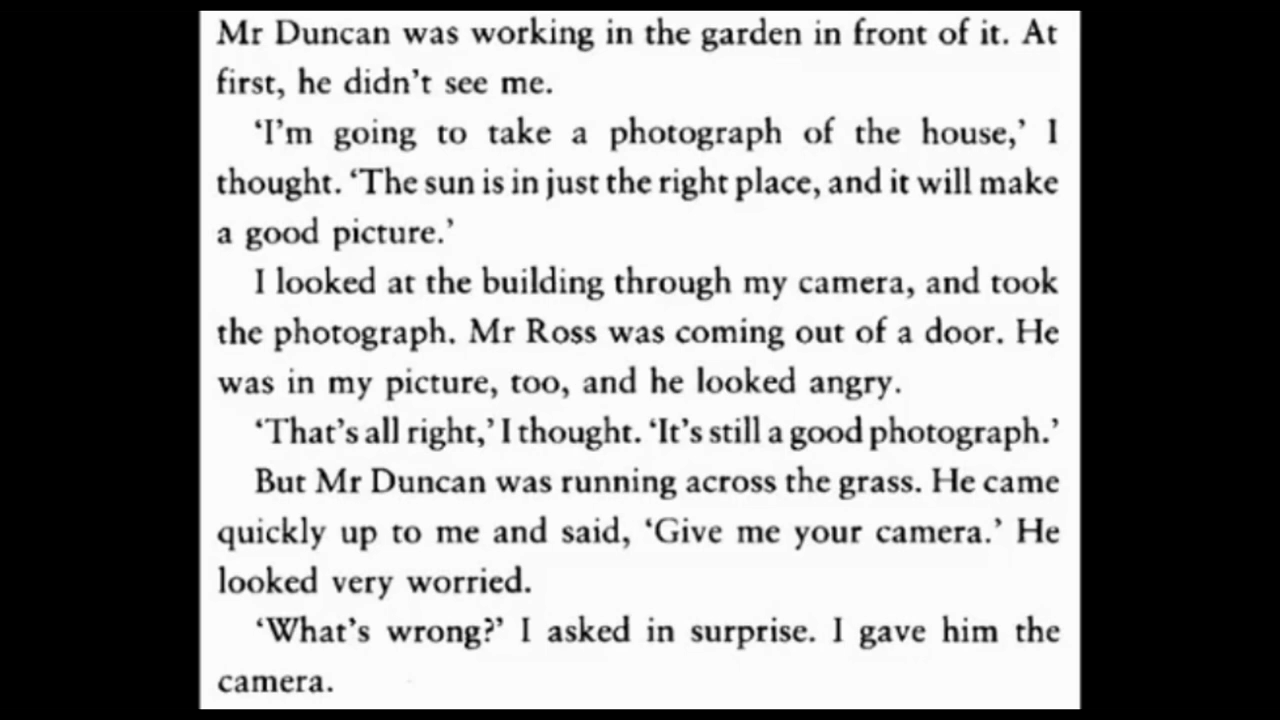 Mr Duncan was working in the garden in front of it. At
first, he didn't see me.
‘I'm going to take a photograph of the house,’ I
thought. ‘The sun is in just the right place, and it will make
a good picture.’
I looked at the building through my camera, and took
the photograph. Mr Ross was coming out of a door. He
was in my picture, too, and he looked angry.
‘That's all right,’ I thought. ‘It's still a good photograph.’
But Mr Duncan was running across the grass. He came
quickly up to me and said, ‘Give me your camera.’ He
looked very worried.
‘What's wrong?’ I asked in surprise. I gave him the
camera.